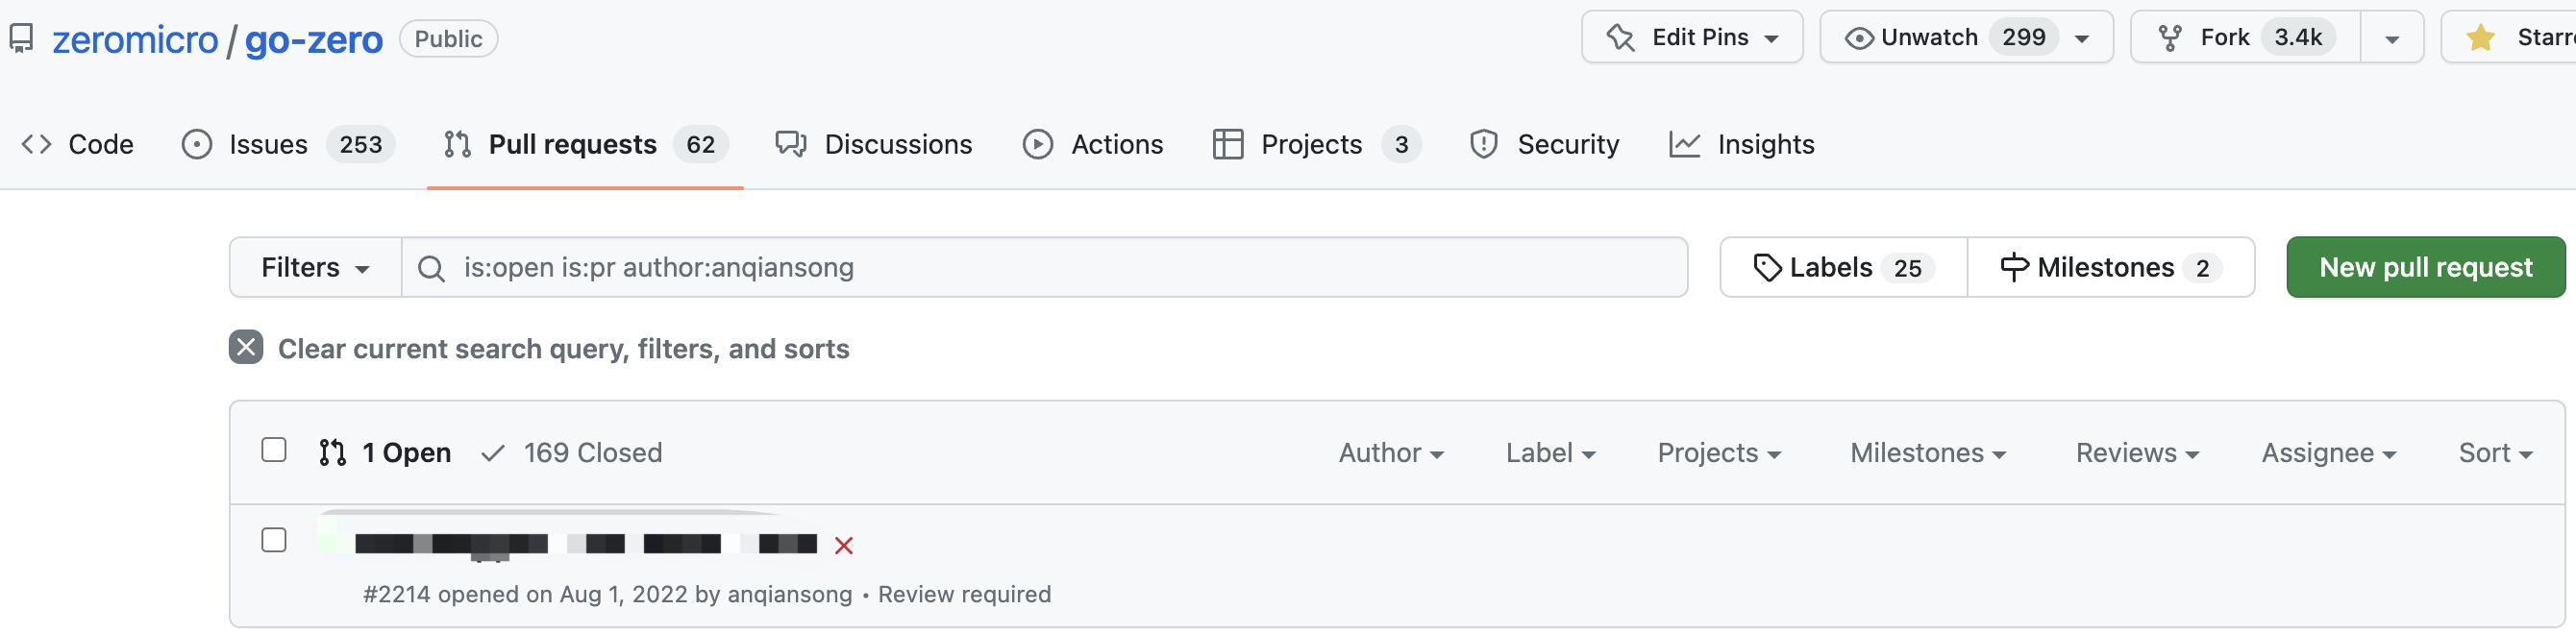 zeromicro / go-zero Public Edit Pins Unwatch 299 Fork 3.4k
Code Issues 253 Pull requests 62 Discussions Actions Projects 3 Security Insights
Filters is:open is:pr author:anqiansong Labels 25 Milestones 2 New pull request
Clear current search query, filters, and sorts
1 Open 169 Closed Author Label Projects Milestones Reviews Assignee Sort
#2214 opened on Aug 1, 2022 by anqiansong • Review required